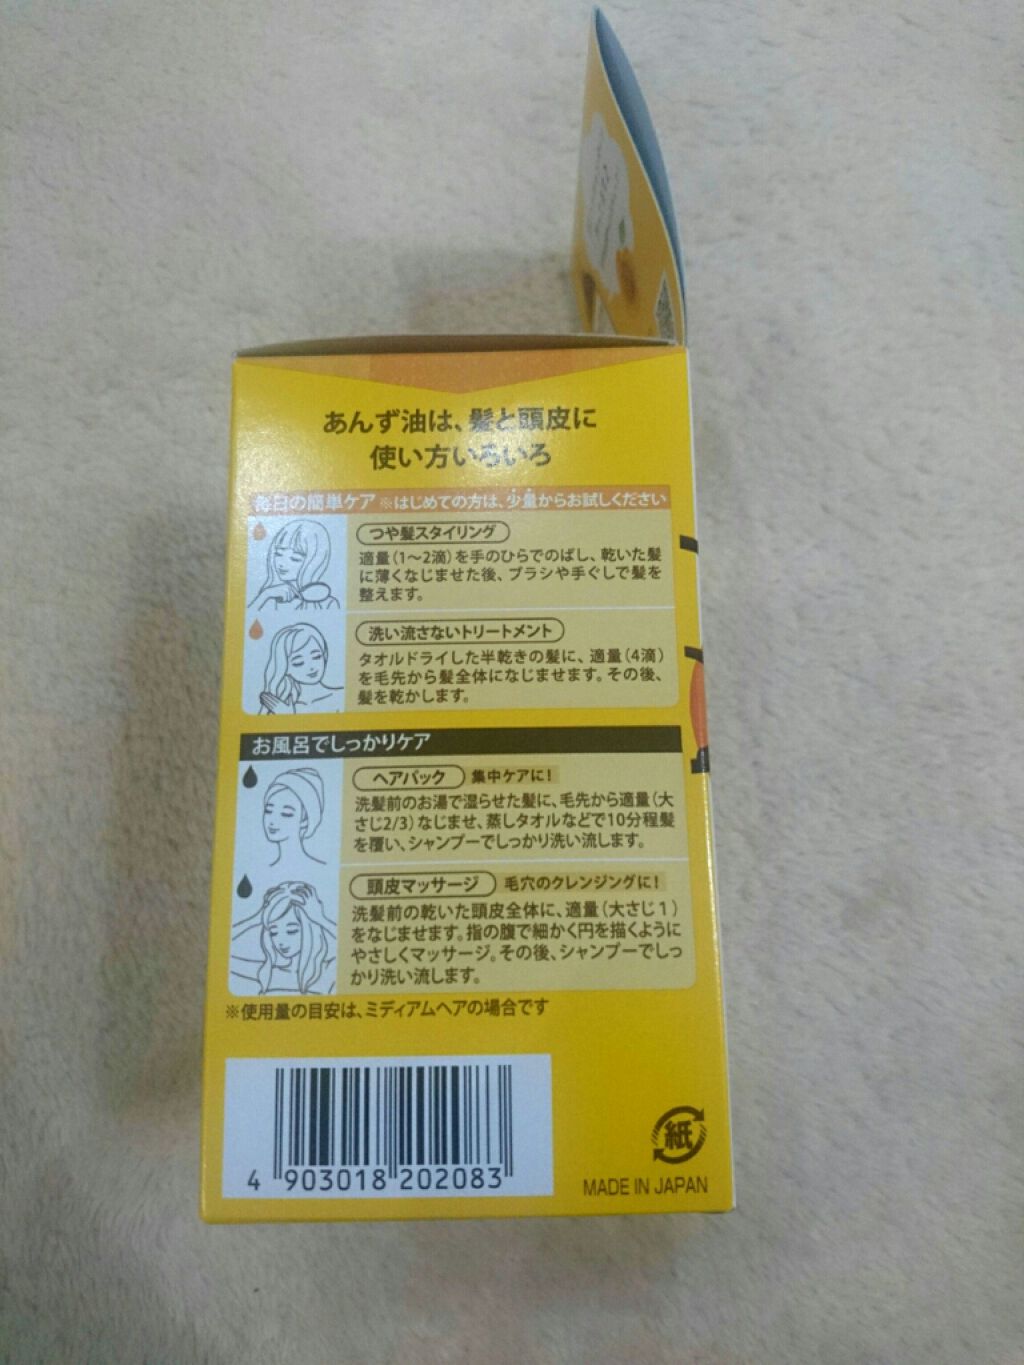 あんず油は、髪と頭皮に
使い方いろいろ
毎日の簡単ケア ※はじめての方は、少量からお試しください
つや髪スタイリング
適量(1〜2滴)を手のひらでのばし、乾いた髪
に薄くなじませた後、ブラシや手ぐしで髪を
整えます。
洗い流さないトリートメント
タオルドライした半乾きの髪に、適量(4滴)
を毛先から髪全体になじませます。その後、
髪を乾かします。
お風呂でしっかりケア
ヘアパック 集中ケアに!
洗髪前のお湯で湿らせた髪に、毛先から適量(大
さじ2/3)なじませ、蒸しタオルなどで10分程髪
を覆い、シャンプーでしっかり洗い流します。
頭皮マッサージ 毛穴のクレンジングに!
洗髪前の乾いた頭皮全体に、適量(大さじ1)
をなじませます。指の腹で細かく円を描くように
やさしくマッサージ。その後、シャンプーでしっ
かり洗い流します。
※使用量の目安は、ミディアムヘアの場合です
4 903018 202083
紙
MADE IN JAPAN